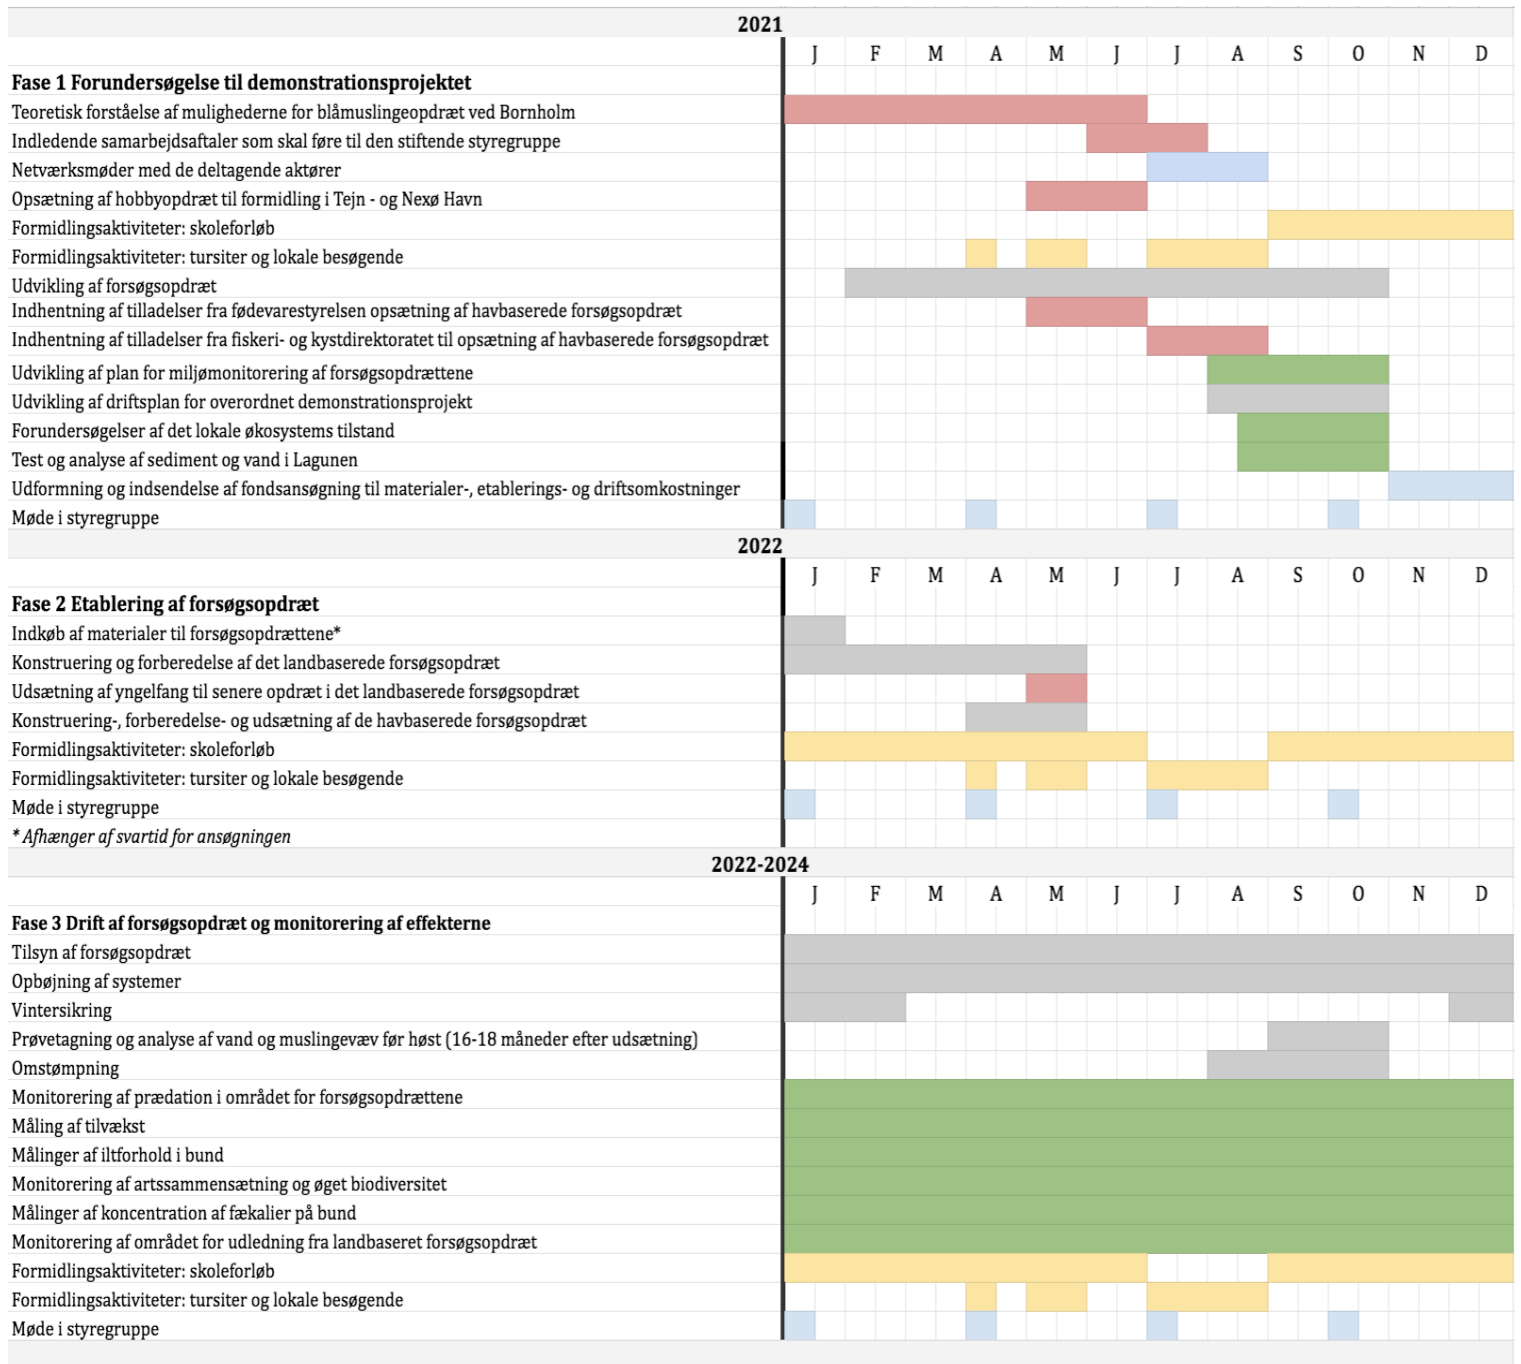 2021
J F M A M J J A S O N D
Fase 1 Forundersøgelse til demonstrationsprojektet
Teoretisk forståelse af mulighederne for blåmuslingeopdræt ved Bornholm
Indledende samarbejdsaftaler som skal føre til den stiftende styregruppe
Netværksmøder med de deltagende aktører
Opsætning af hobbyopdræt til formidling i Tejn - og Nexø Havn
Formidlingsaktiviteter: skoleforløb
Formidlingsaktiviteter: tursiter og lokale besøgende
Udvikling af forsøgsopdræt
Indhentning af tilladelser fra fødevarestyrelsen opsætning af havbaserede forsøgsopdræt
Indhentning af tilladelser fra fiskeri- og kystdirektoratet til opsætning af havbaserede forsøgsopdræt
Udvikling af plan for miljømonitorering af forsøgsopdrættene
Udvikling af driftsplan for overordnet demonstrationsprojekt
Forundersøgelser af det lokale økosystems tilstand
Test og analyse af sediment og vand i Lagunen
Udformning og indsendelse af fondsansøgning til materialer-, etablerings- og driftsomkostninger
Møde i styregruppe
2022
J F M A M J J A S O N D
Fase 2 Etablering af forsøgsopdræt
Indkøb af materialer til forsøgsopdrættene*
Konstruering og forberedelse af det landbaserede forsøgsopdræt
Udsætning af yngelfang til senere opdræt i det landbaserede forsøgsopdræt
Konstruering-, forberedelse- og udsætning af de havbaserede forsøgsopdræt
Formidlingsaktiviteter: skoleforløb
Formidlingsaktiviteter: tursiter og lokale besøgende
Møde i styregruppe
* Afhænger af svartid for ansøgningen
2022-2024
J F M A M J J A S O N D
Fase 3 Drift af forsøgsopdræt og monitorering af effekterne
Tilsyn af forsøgsopdræt
Opbøjning af systemer
Vintersikring
Prøvetagning og analyse af vand og muslingevæv før høst (16-18 måneder efter udsætning)
Omstømpning
Monitorering af prædation i området for forsøgsopdrættene
Måling af tilvækst
Målinger af iltforhold i bund
Monitorering af artssammensætning og øget biodiversitet
Målinger af koncentration af fækalier på bund
Monitorering af området for udledning fra landbaseret forsøgsopdræt
Formidlingsaktiviteter: skoleforløb
Formidlingsaktiviteter: tursiter og lokale besøgende
Møde i styregruppe